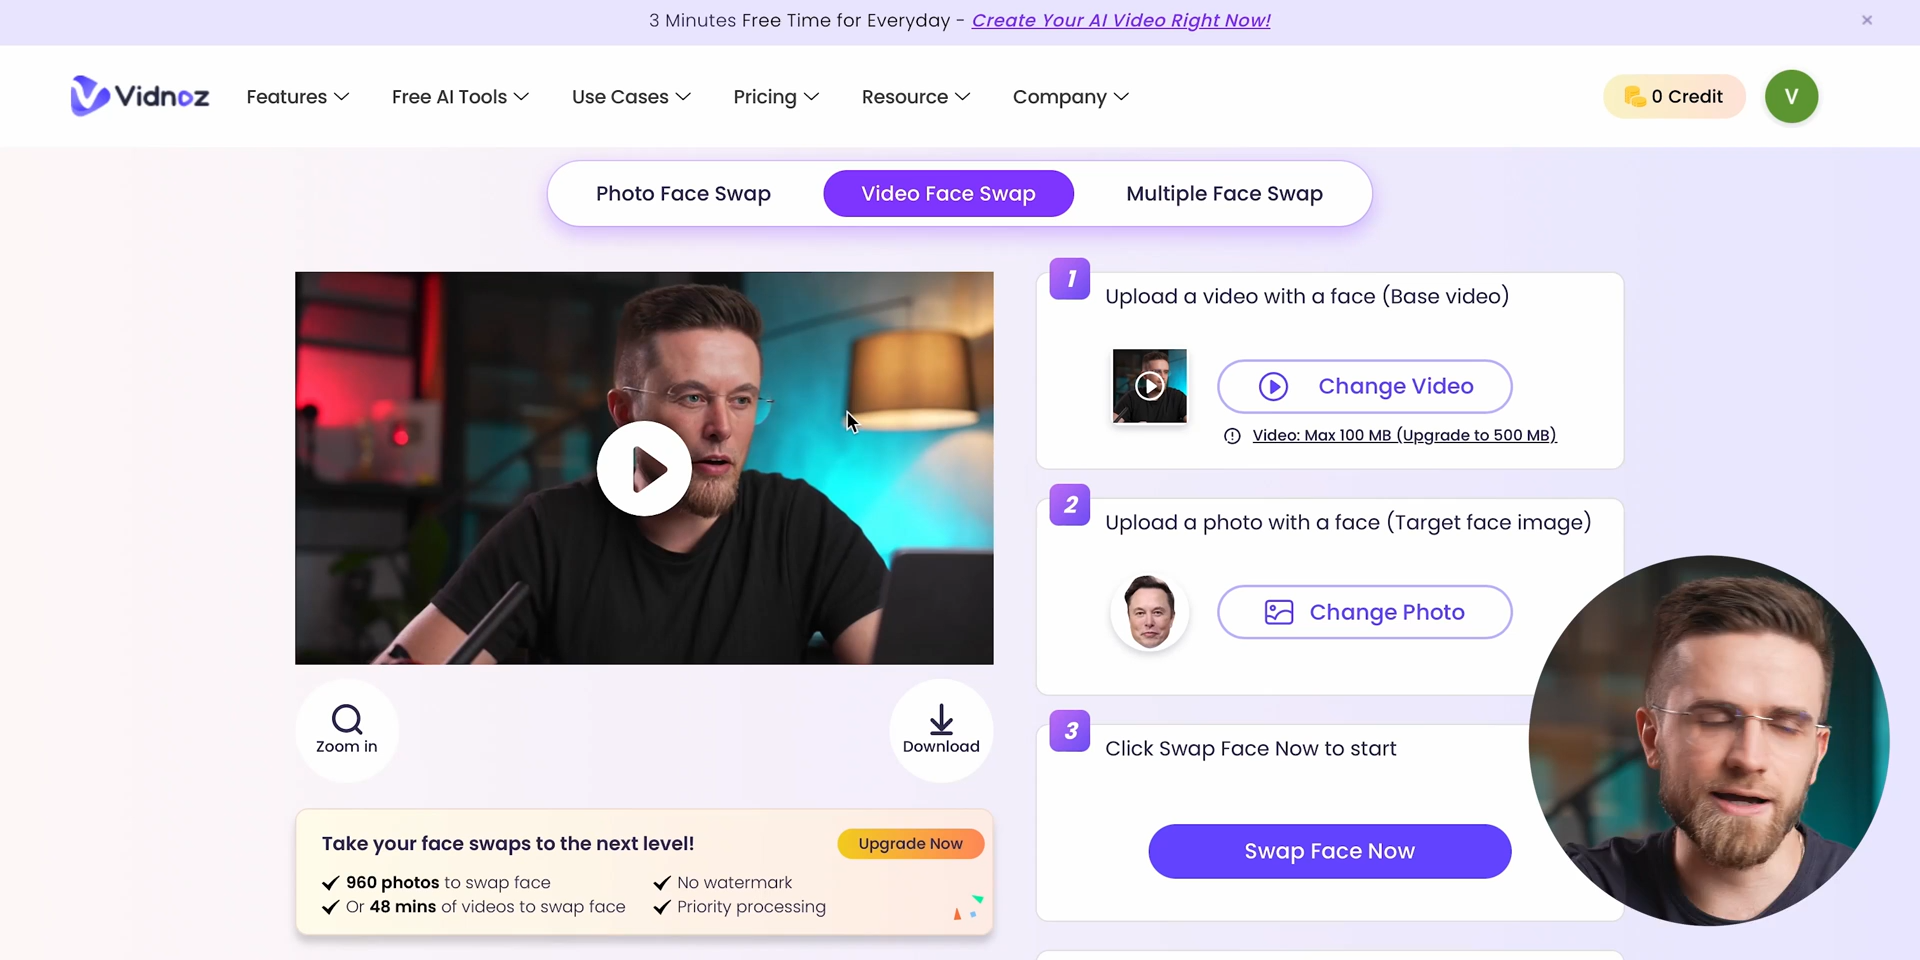 3 Minutes Free Time for Everyday - Create Your AI Video Right Now!
Vidnoz
Features
Free AI Tools
Use Cases
Pricing
Resource
Company
0 Credit
V
Photo Face Swap
Video Face Swap
Multiple Face Swap
1
Upload a video with a face (Base video)
Change Video
Video: Max 100 MB (Upgrade to 500 MB)
2
Upload a photo with a face (Target face image)
Change Photo
Zoom in
Download
3
Click Swap Face Now to start
Swap Face Now
Take your face swaps to the next level!
Upgrade Now
960 photos to swap face
No watermark
Or 48 mins of videos to swap face
Priority processing